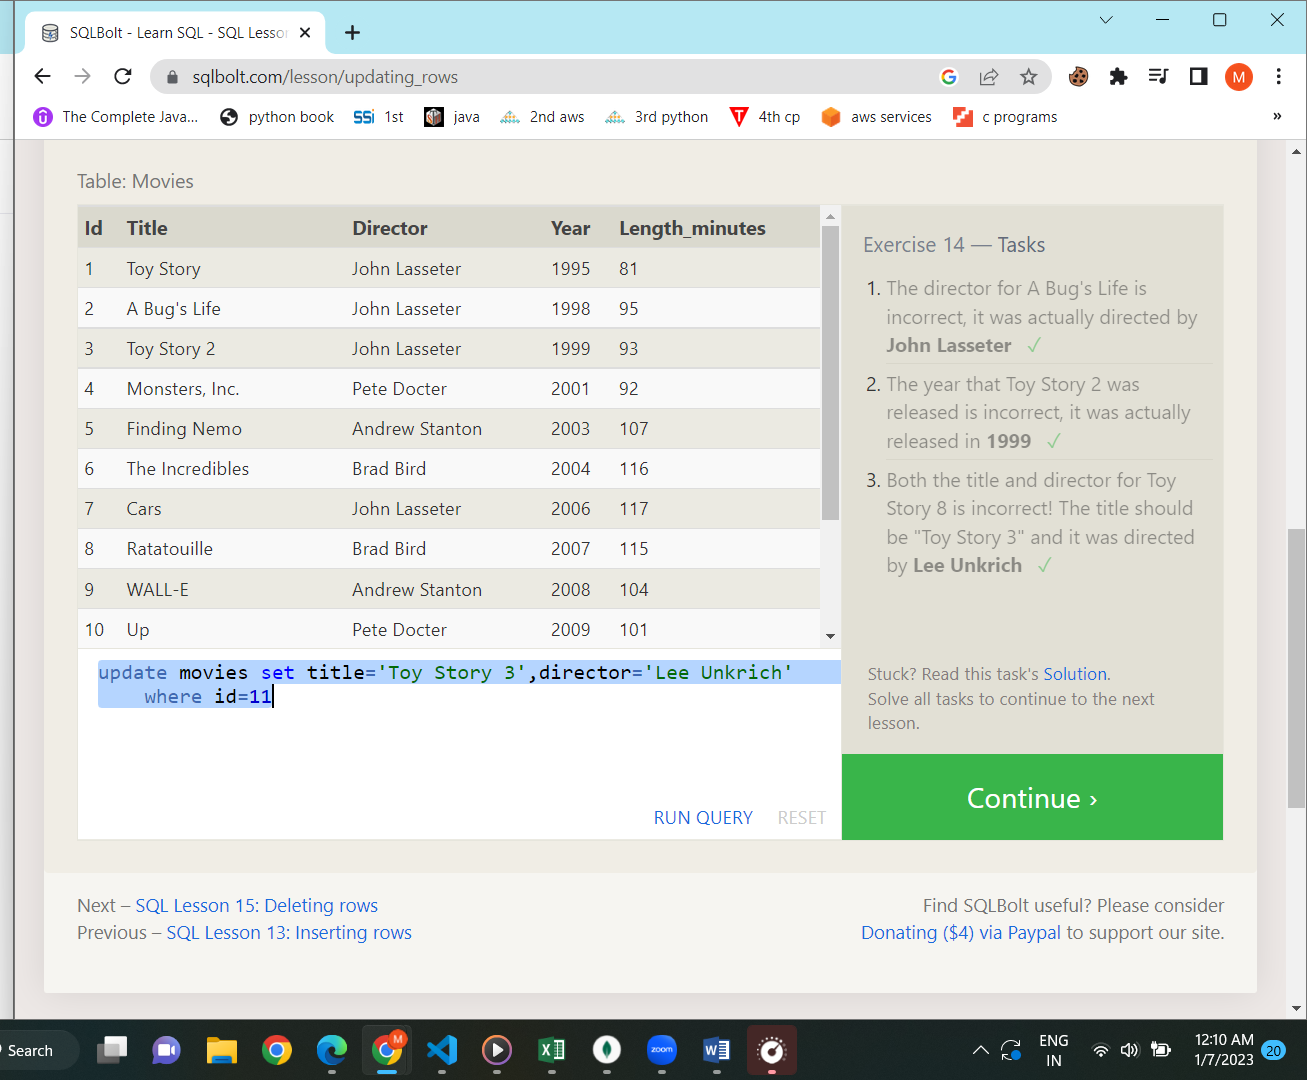 SQLBolt - Learn SQL - SQL Lesson
sqlbolt.com/lesson/updating_rows
M
The Complete Java... python book SSi 1st java 2nd aws 3rd python 4th cp aws services c programs »
Table: Movies
Id Title Director Year Length_minutes
1 Toy Story John Lasseter 1995 81
2 A Bug's Life John Lasseter 1998 95
3 Toy Story 2 John Lasseter 1999 93
4 Monsters, Inc. Pete Docter 2001 92
5 Finding Nemo Andrew Stanton 2003 107
6 The Incredibles Brad Bird 2004 116
7 Cars John Lasseter 2006 117
8 Ratatouille Brad Bird 2007 115
9 WALL-E Andrew Stanton 2008 104
10 Up Pete Docter 2009 101
update movies set title='Toy Story 3',director='Lee Unkrich'
where id=11
RUN QUERY RESET
Exercise 14 — Tasks
1. The director for A Bug's Life is
incorrect, it was actually directed by
John Lasseter ✓
2. The year that Toy Story 2 was
released is incorrect, it was actually
released in 1999 ✓
3. Both the title and director for Toy
Story 8 is incorrect! The title should
be "Toy Story 3" and it was directed
by Lee Unkrich ✓
Stuck? Read this task's Solution.
Solve all tasks to continue to the next
lesson.
Continue ›
Next – SQL Lesson 15: Deleting rows
Previous – SQL Lesson 13: Inserting rows
Find SQLBolt useful? Please consider
Donating ($4) via Paypal to support our site.
Search
M
zoom
ENG
IN
12:10 AM
1/7/2023
20